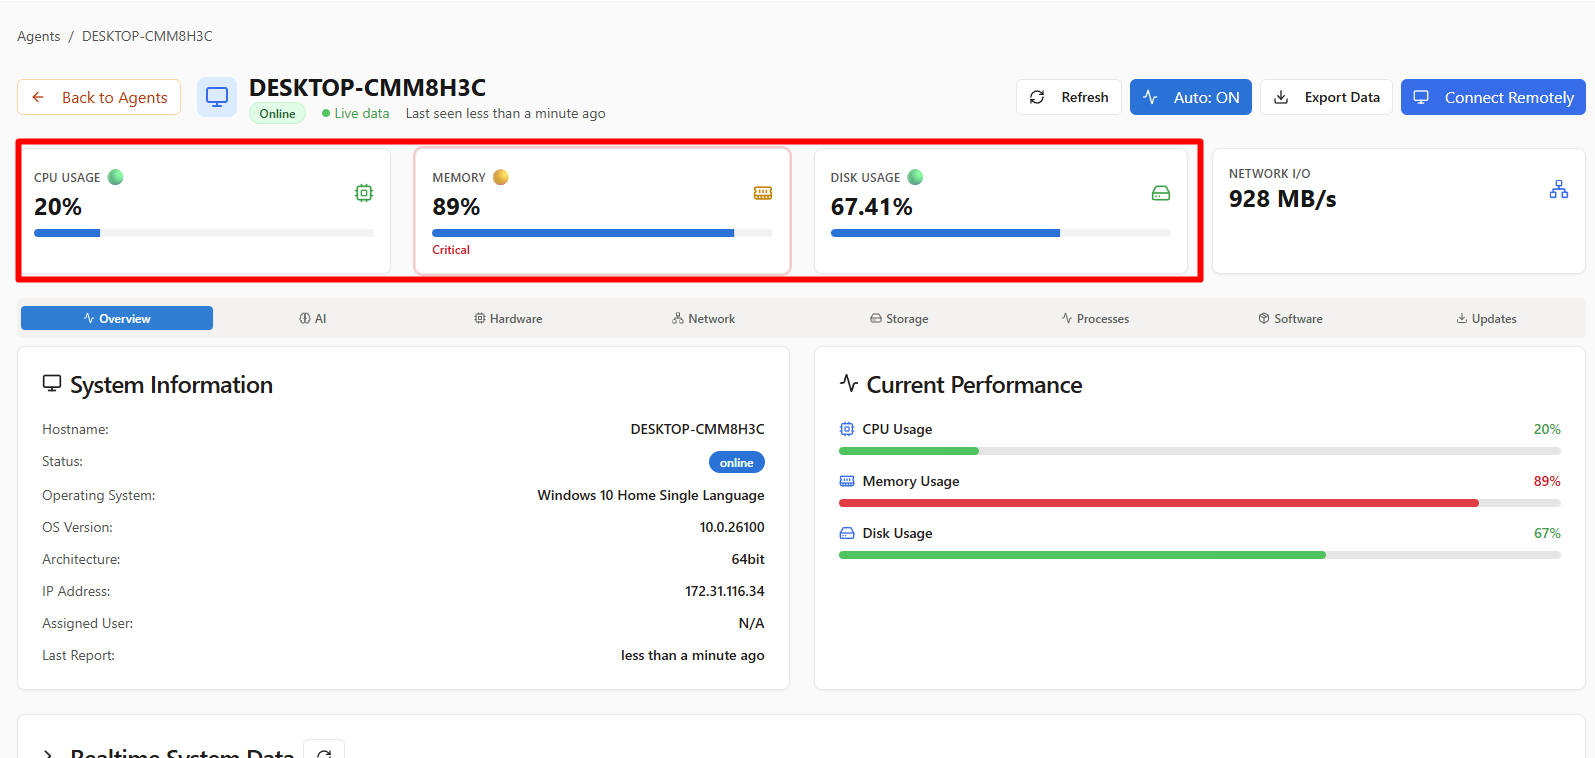 Agents / DESKTOP-CMM8H3C
Back to Agents
DESKTOP-CMM8H3C
Online Live data Last seen less than a minute ago
Refresh
Auto: ON
Export Data
Connect Remotely
CPU USAGE
20%
MEMORY
89%
Critical
DISK USAGE
67.41%
NETWORK I/O
928 MB/s
Overview AI Hardware Network Storage Processes Software Updates
System Information
Hostname: DESKTOP-CMM8H3C
Status: online
Operating System: Windows 10 Home Single Language
OS Version: 10.0.26100
Architecture: 64bit
IP Address: 172.31.116.34
Assigned User: N/A
Last Report: less than a minute ago
Current Performance
CPU Usage 20%
Memory Usage 89%
Disk Usage 67%
Realtime System Data